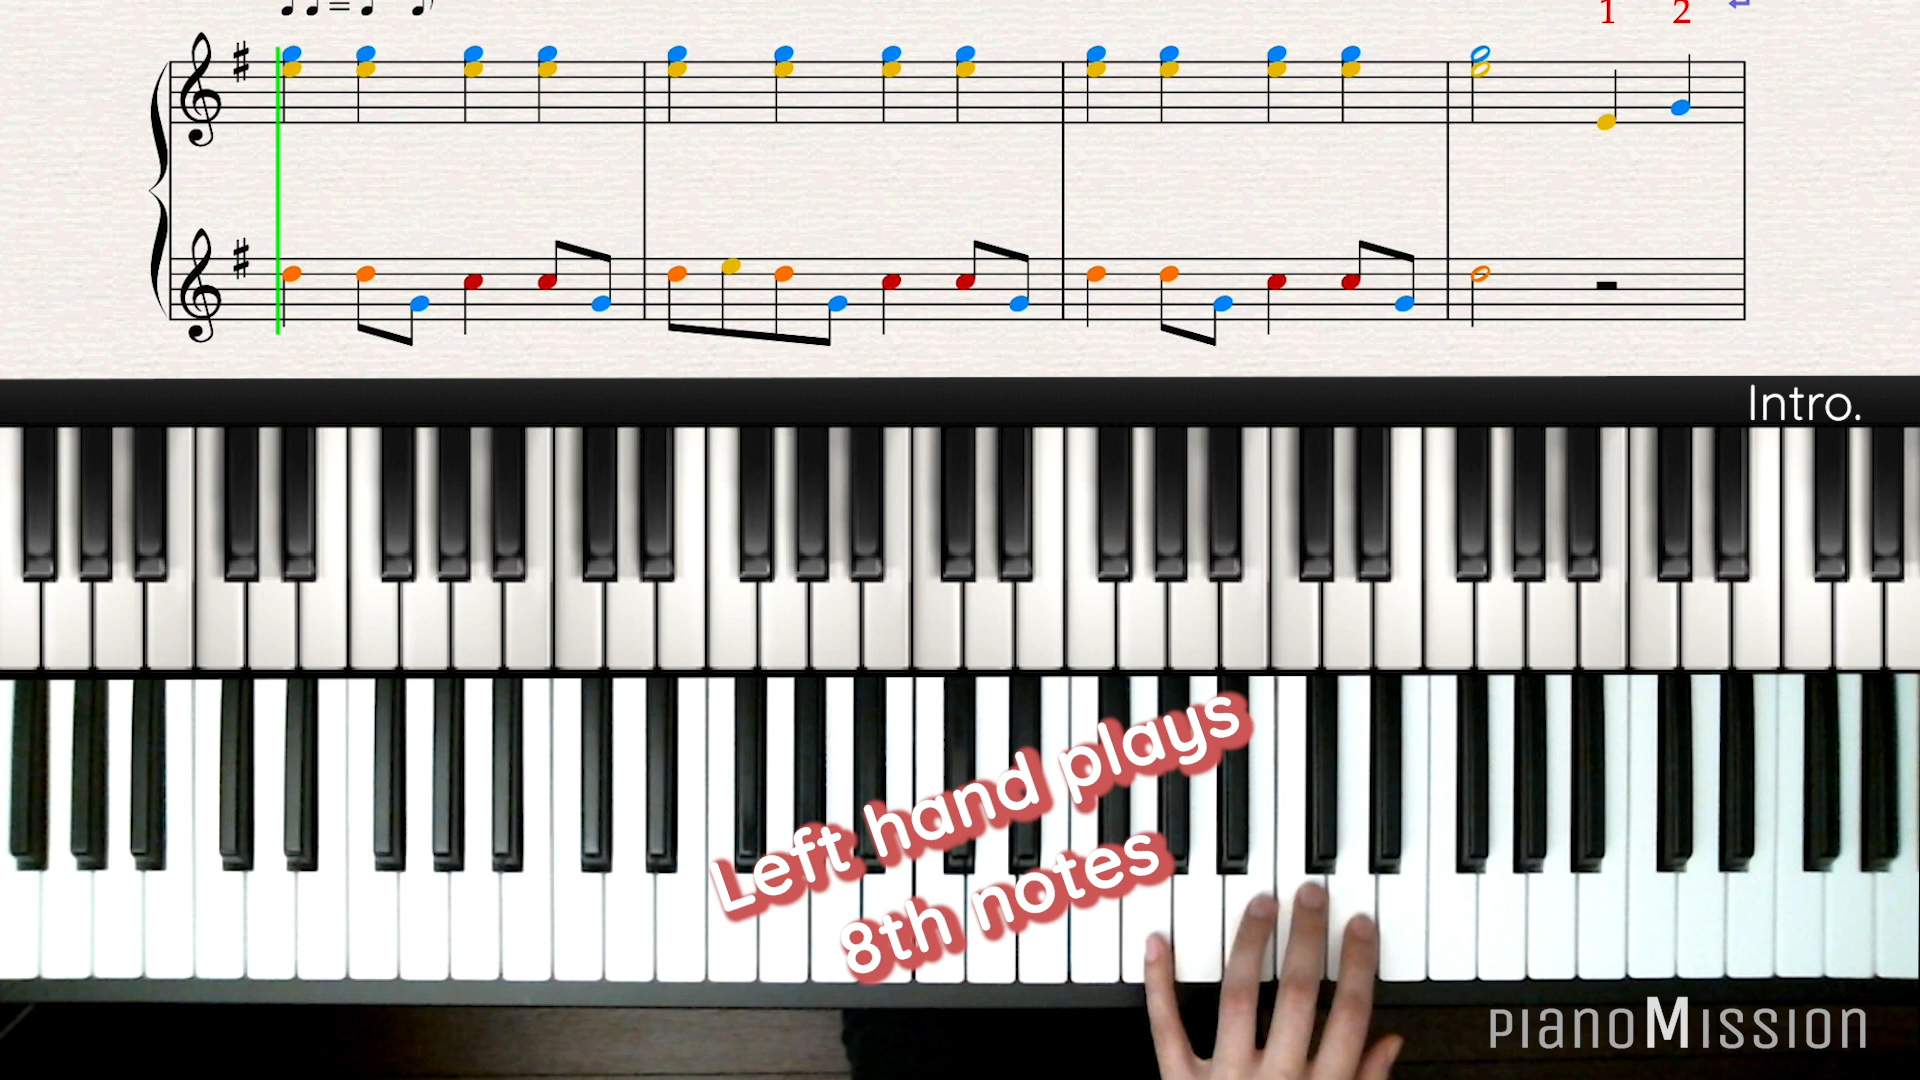 1 2
Intro.
Left hand plays
8th notes
pianoMission